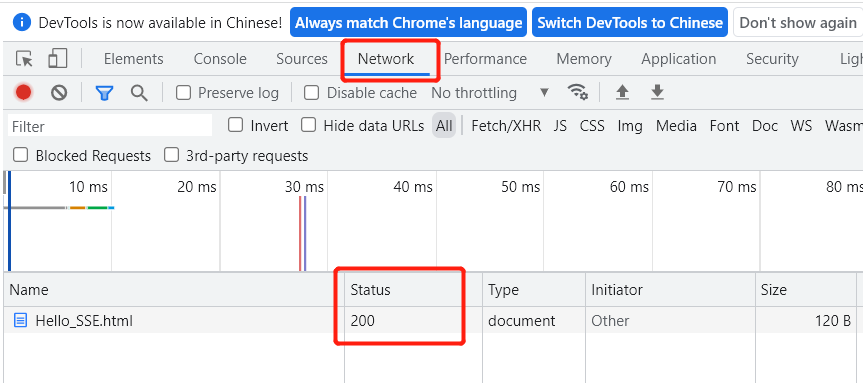 DevTools is now available in Chinese! Always match Chrome's language Switch DevTools to Chinese Don't show again
Elements Console Sources Network Performance Memory Application Security Ligh
Preserve log Disable cache No throttling
Filter Invert Hide data URLs All Fetch/XHR JS CSS Img Media Font Doc WS Wasm
Blocked Requests 3rd-party requests
10 ms 20 ms 30 ms 40 ms 50 ms 60 ms 70 ms 80 ms
Name Status Type Initiator Size
Hello_SSE.html 200 document Other 120 B